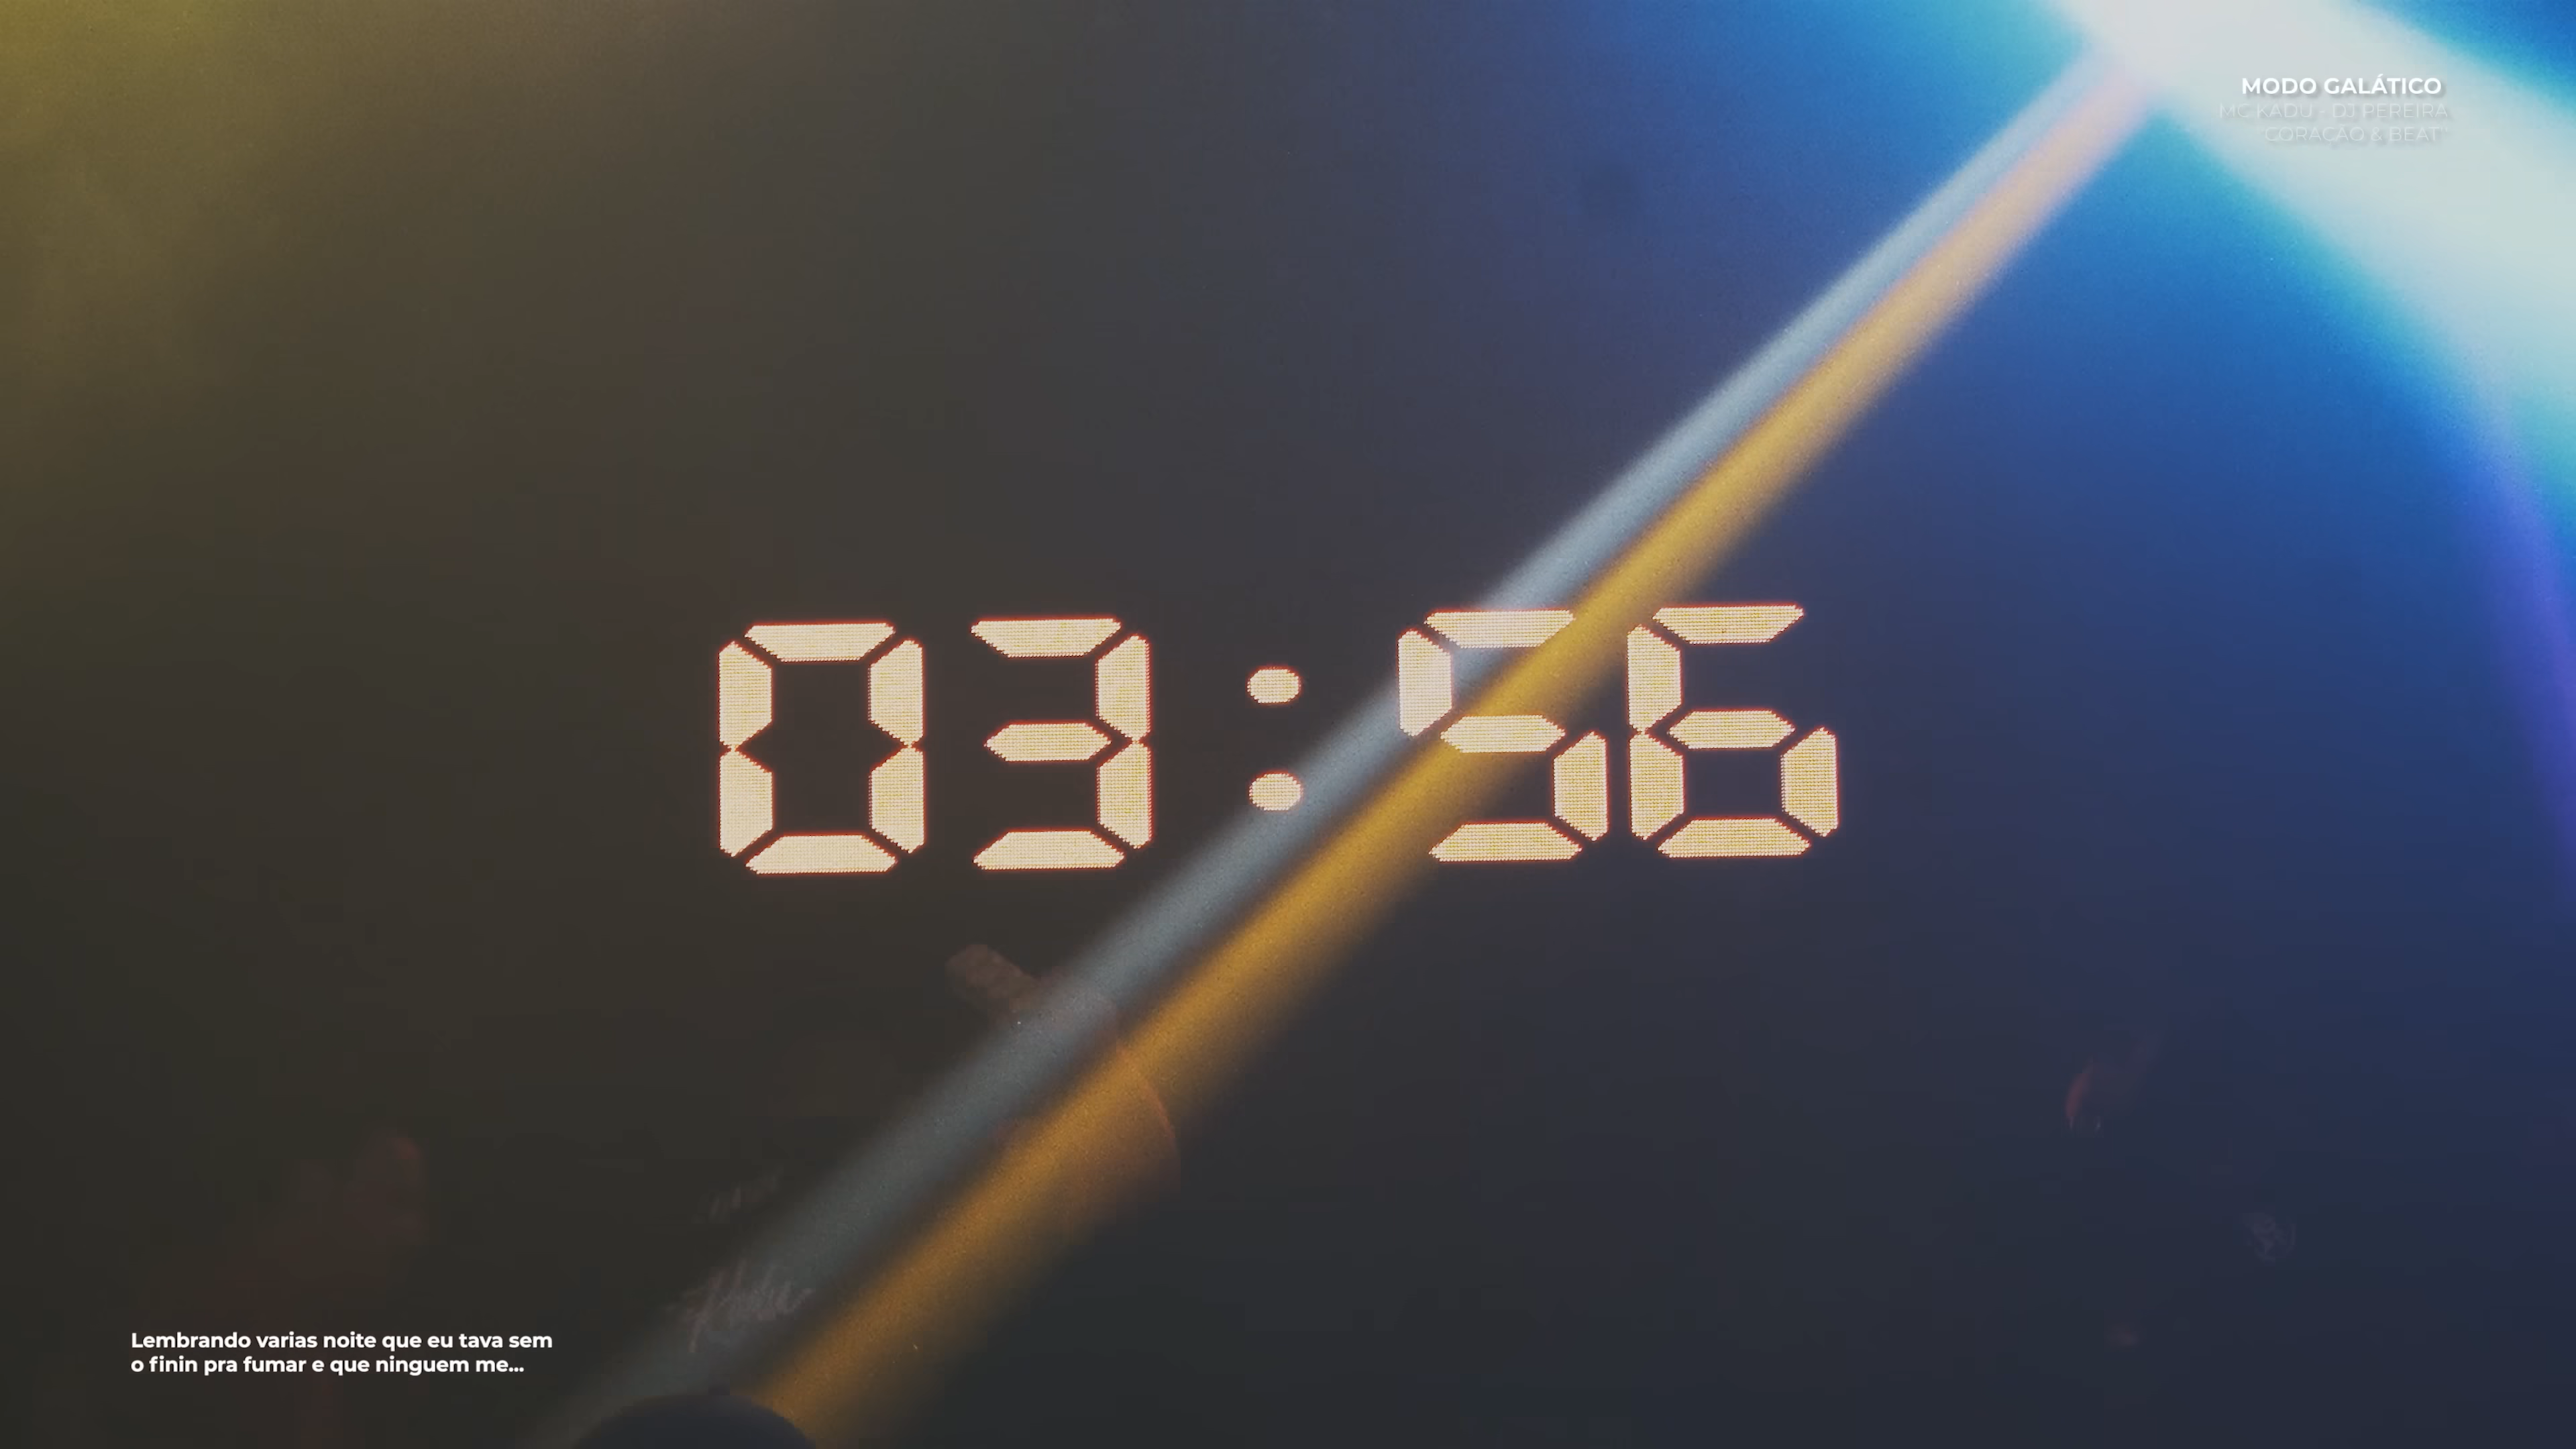 MODO GALÁTICO
MC KADU - DJ PEREIRA
"CORAÇÃO & BEAT"
03:56
Lembrando varias noite que eu tava sem
o finin pra fumar e que ninguem me...